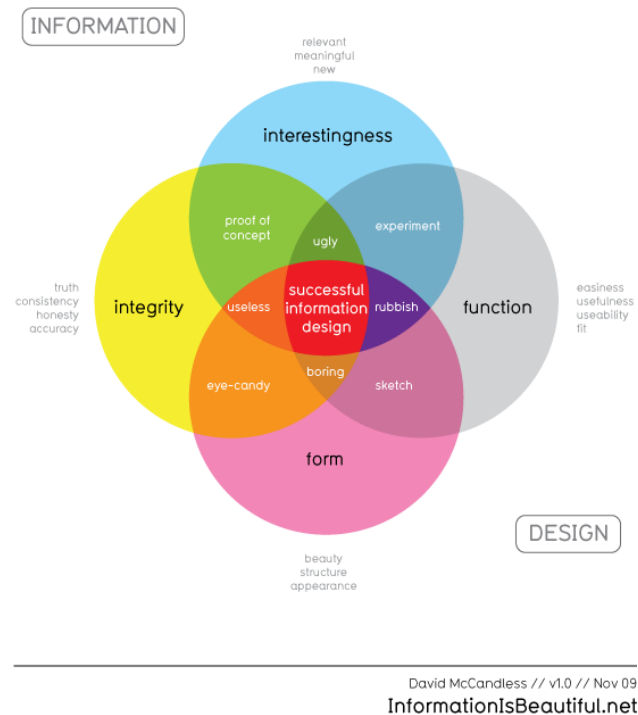 INFORMATION
relevant
meaningful
new
interestingness
proof of
concept
ugly
experiment
truth
consistency
honesty
accuracy
integrity
useless
successful
information
design
rubbish
function
easiness
usefulness
useability
fit
eye-candy
boring
sketch
form
DESIGN
beauty
structure
appearance
David McCandless // v1.0 // Nov 09
InformationIsBeautiful.net